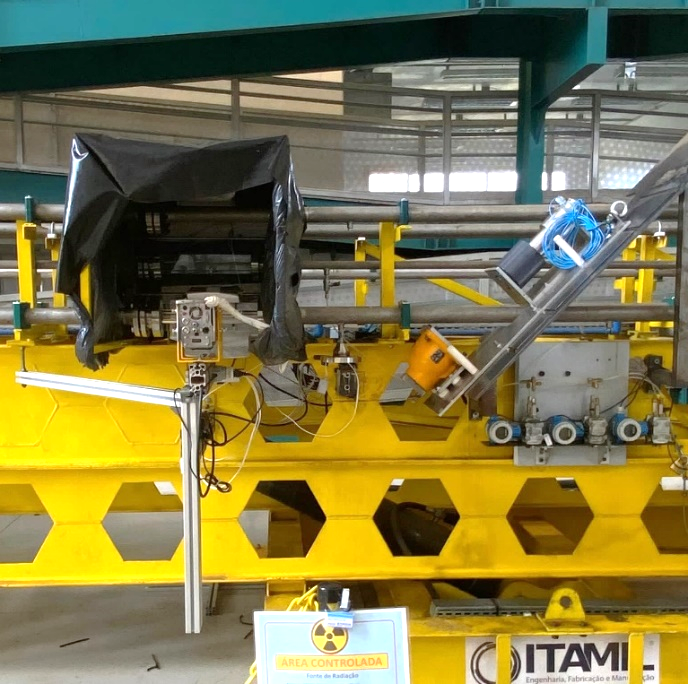 ÁREA CONTROLADA
Fonte de Radiação
ITAMIL
Engenharia, Fabricação e Manutenção